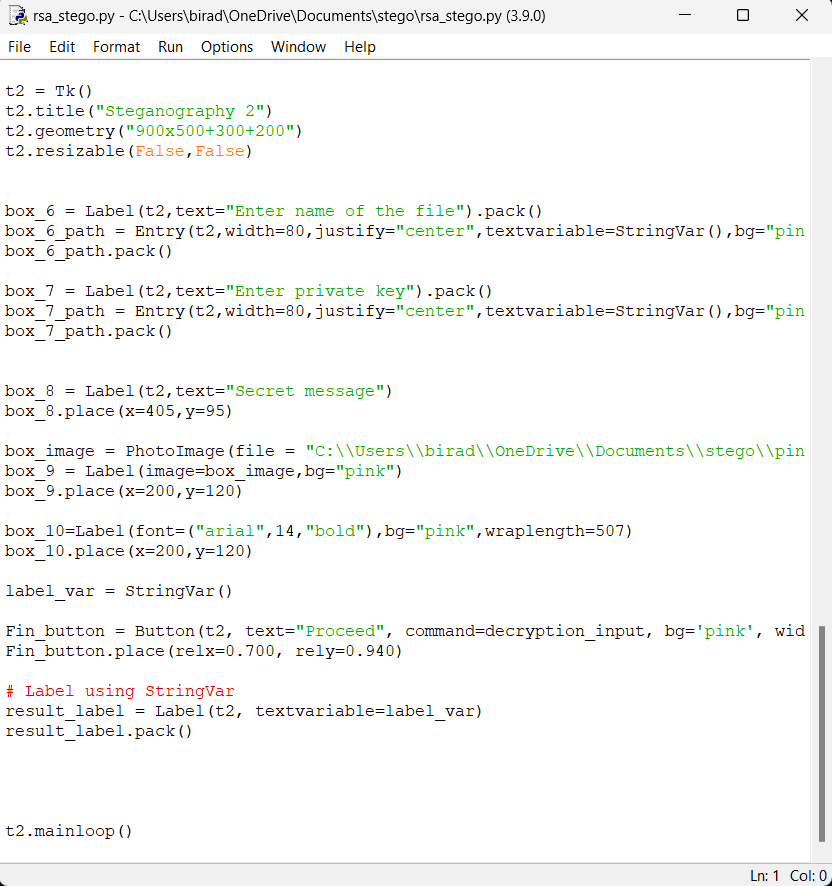 rsa_stego.py - C:\Users\birad\OneDrive\Documents\stego\rsa_stego.py (3.9.0)
File Edit Format Run Options Window Help
t2 = Tk()
t2.title("Steganography 2")
t2.geometry("900x500+300+200")
t2.resizable(False,False)
box_6 = Label(t2,text="Enter name of the file").pack()
box_6_path = Entry(t2,width=80,justify="center",textvariable=StringVar(),bg="pin
box_6_path.pack()
box_7 = Label(t2,text="Enter private key").pack()
box_7_path = Entry(t2,width=80,justify="center",textvariable=StringVar(),bg="pin
box_7_path.pack()
box_8 = Label(t2,text="Secret message")
box_8.place(x=405,y=95)
box_image = PhotoImage(file = "C:\\Users\\birad\\OneDrive\\Documents\\stego\\pin
box_9 = Label(image=box_image,bg="pink")
box_9.place(x=200,y=120)
box_10=Label(font=("arial",14,"bold"),bg="pink",wraplength=507)
box_10.place(x=200,y=120)
label_var = StringVar()
Fin_button = Button(t2, text="Proceed", command=decryption_input, bg='pink', wid
Fin_button.place(relx=0.700, rely=0.940)
# Label using StringVar
result_label = Label(t2, textvariable=label_var)
result_label.pack()
t2.mainloop()
Ln: 1 Col: 0